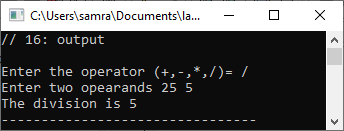 C:\Users\samra\Documents\la...
// 16: output
Enter the operator (+,-,*,/)= /
Enter two opearands 25 5
The division is 5
--------------------------------